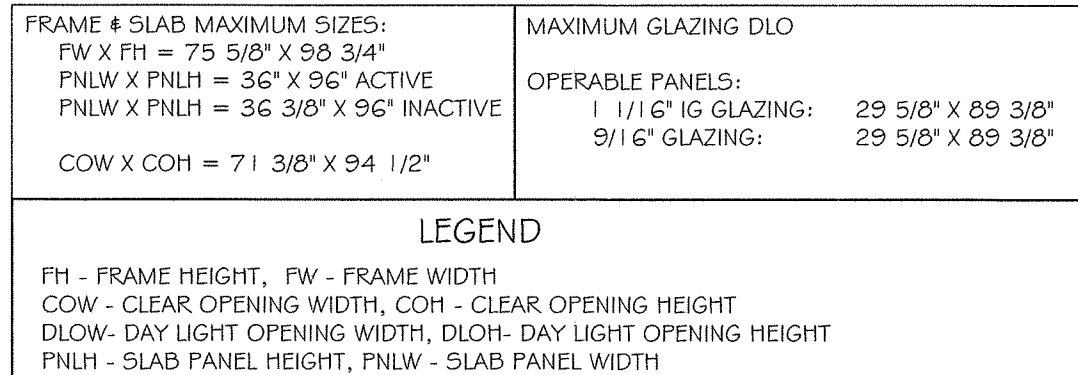 FRAME & SLAB MAXIMUM SIZES:
FW X FH = 75 5/8" X 98 3/4"
PNLW X PNLH = 36" X 96" ACTIVE
PNLW X PNLH = 36 3/8" X 96" INACTIVE
COW X COH = 71 3/8" X 94 1/2"
MAXIMUM GLAZING DLO
OPERABLE PANELS:
1 1/16" IG GLAZING: 29 5/8" X 89 3/8"
9/16" GLAZING: 29 5/8" X 89 3/8"
LEGEND
FH - FRAME HEIGHT, FW - FRAME WIDTH
COW - CLEAR OPENING WIDTH, COH - CLEAR OPENING HEIGHT
DLOW- DAY LIGHT OPENING WIDTH, DLOH- DAY LIGHT OPENING HEIGHT
PNLH - SLAB PANEL HEIGHT, PNLW - SLAB PANEL WIDTH